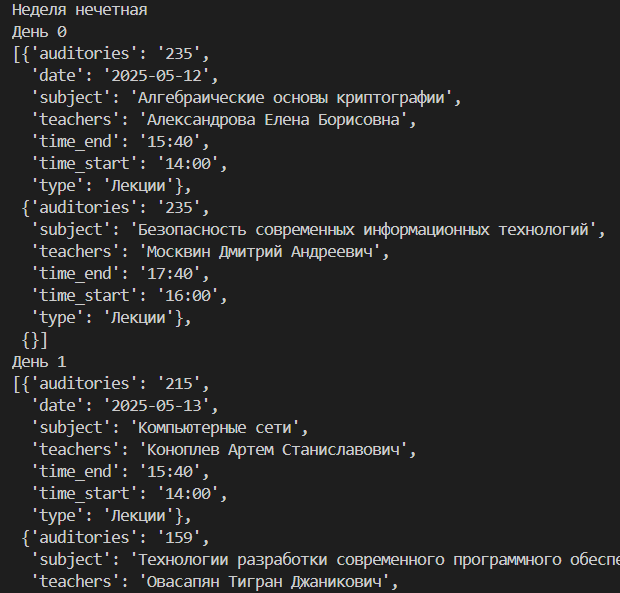 Неделя нечетная
День 0
[{'auditories': '235',
'date': '2025-05-12',
'subject': 'Алгебраические основы криптографии',
'teachers': 'Александрова Елена Борисовна',
'time_end': '15:40',
'time_start': '14:00',
'type': 'Лекции'},
{'auditories': '235',
'subject': 'Безопасность современных информационных технологий',
'teachers': 'Москвин Дмитрий Андреевич',
'time_end': '17:40',
'time_start': '16:00',
'type': 'Лекции'},
{}]
День 1
[{'auditories': '215',
'date': '2025-05-13',
'subject': 'Компьютерные сети',
'teachers': 'Коноплев Артем Станиславович',
'time_end': '15:40',
'time_start': '14:00',
'type': 'Лекции'},
{'auditories': '159',
'subject': 'Технологии разработки современного программного обеспе
'teachers': 'Овасапян Тигран Джаникович',